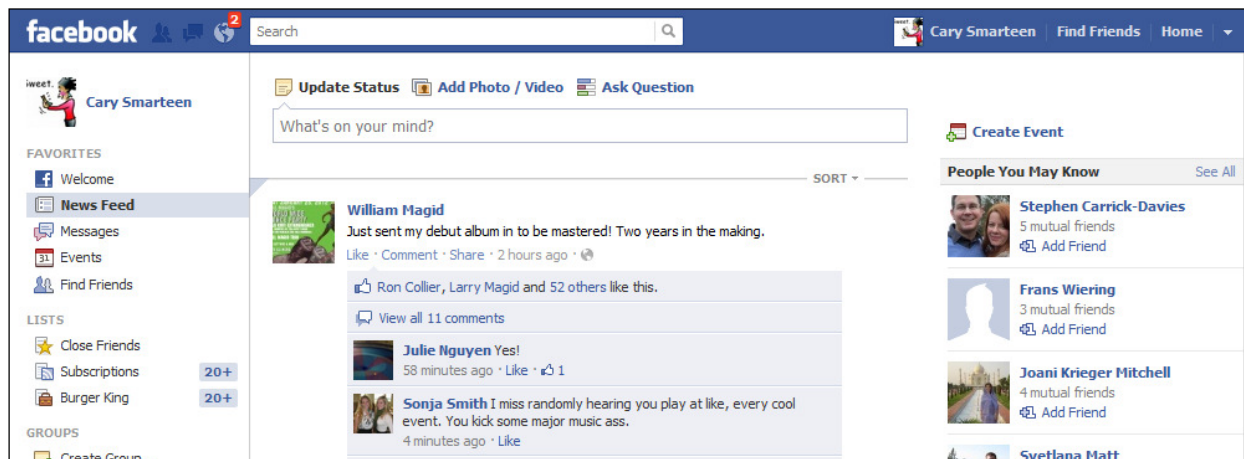 facebook
2
Search
Cary Smarteen
Find Friends
Home
iweet.
Cary Smarteen
FAVORITES
Welcome
News Feed
Messages
31
Events
Find Friends
LISTS
Close Friends
Subscriptions
20+
Burger King
20+
GROUPS
Create Group
Update Status
Add Photo / Video
Ask Question
What's on your mind?
SORT
William Magid
Just sent my debut album in to be mastered! Two years in the making.
Like · Comment · Share · 2 hours ago ·
Ron Collier, Larry Magid and 52 others like this.
View all 11 comments
Julie Nguyen Yes!
58 minutes ago · Like · 1
Sonja Smith I miss randomly hearing you play at like, every cool
event. You kick some major music ass.
4 minutes ago · Like
Create Event
People You May Know
See All
Stephen Carrick-Davies
5 mutual friends
Add Friend
Frans Wiering
3 mutual friends
Add Friend
Joani Krieger Mitchell
4 mutual friends
Add Friend
Svetlana Matt